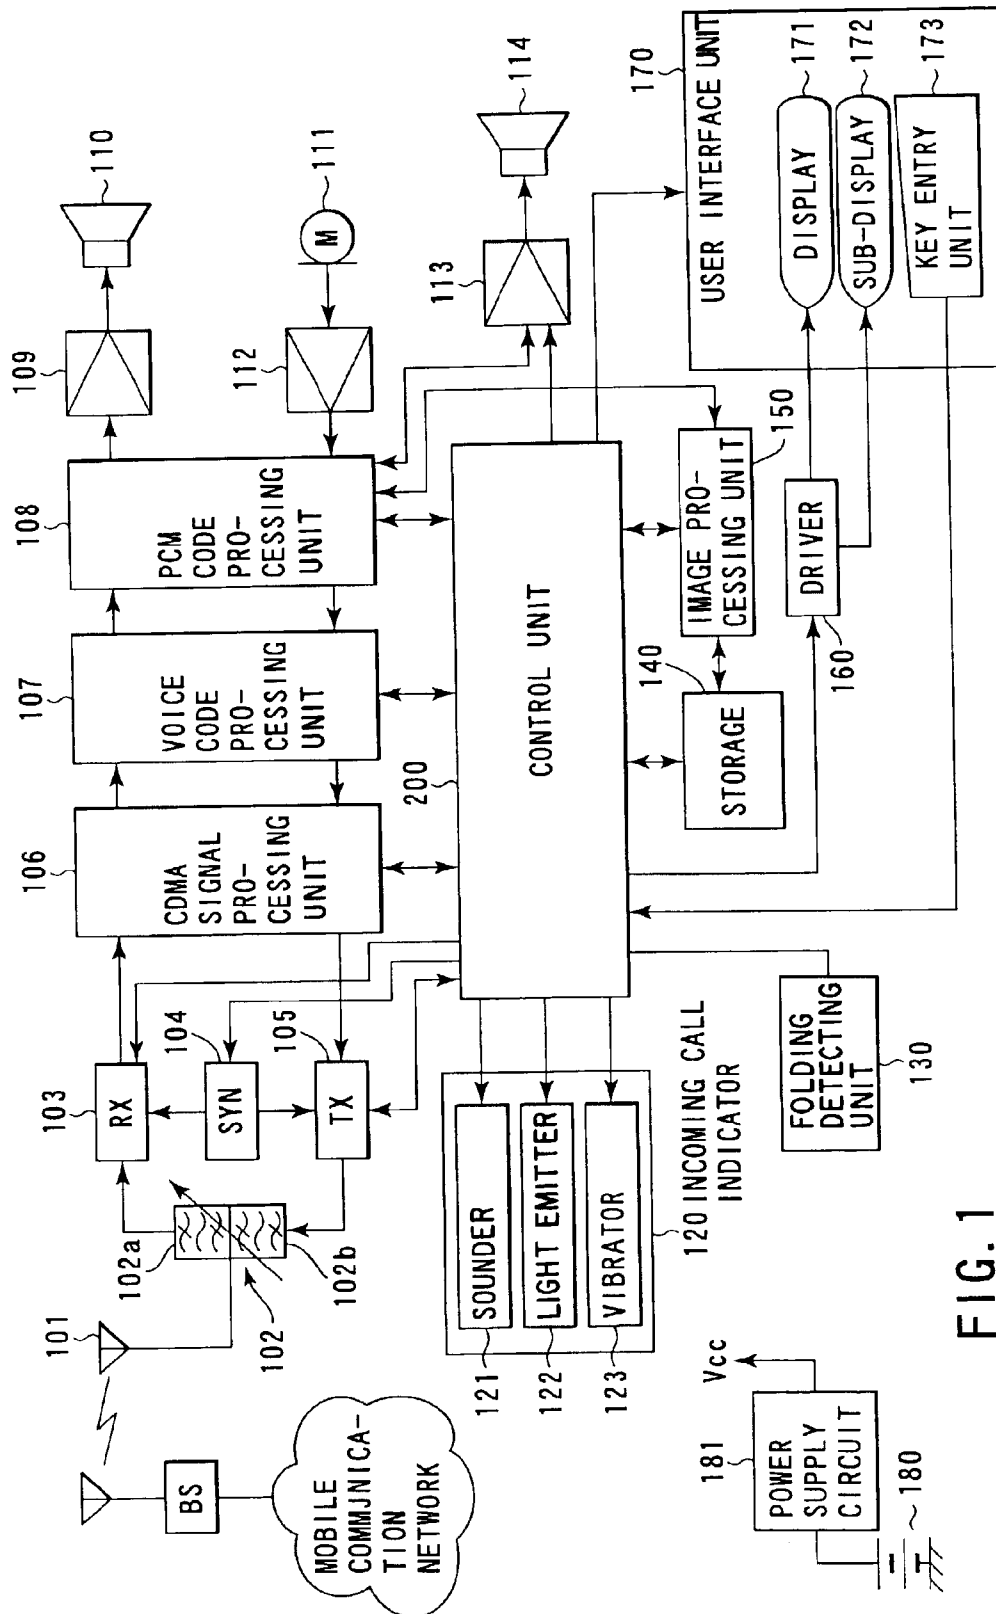 110
109
111
M
112
114
113
108
PCM
CODE
PRO-
CESSING
UNIT
107
VOICE
CODE
PRO-
CESSING
UNIT
106
CDMA
SIGNAL
PRO-
CESSING
UNIT
103
RX
104
SYN
105
TX
102a
102b
102
101
BS
MOBILE
COMMJNICA-
TION
NETWORK
200
CONTROL UNIT
170
USER INTERFACE UNIT
DISPLAY
171
SUB-DISPLAY
172
KEY ENTRY
UNIT
173
150
IMAGE PRO-
CESSING UNIT
140
STORAGE
DRIVER
160
SOUNDER
121
LIGHT EMITTER
122
VIBRATOR
123
120 INCOMING CALL
INDICATOR
FOLDING
DETECTING
UNIT
130
181
POWER
SUPPLY
CIRCUIT
Vcc
180
FIG. 1